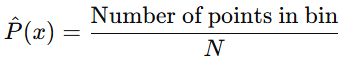 P̂(x) = Number of points in bin / N